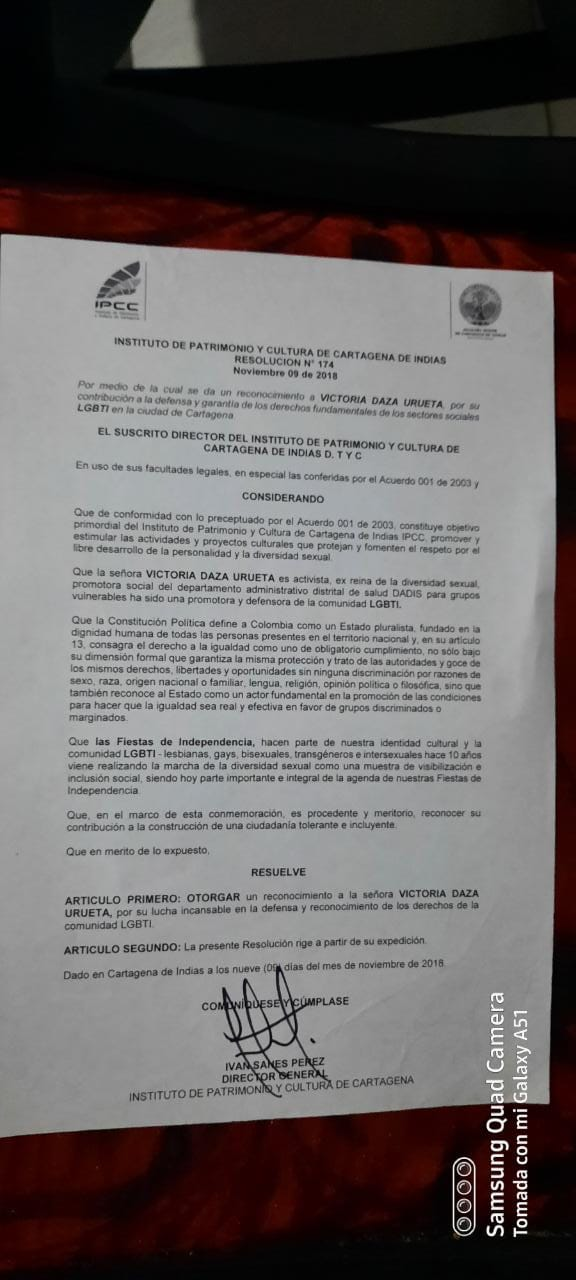 IPCC
INSTITUTO DE PATRIMONIO Y CULTURA DE CARTAGENA DE INDIAS
RESOLUCION N° 174
Noviembre 09 de 2018
Por medio de la cual se da un reconocimiento a VICTORIA DAZA URUETA, por su
contribución a la defensa y garantía de los derechos fundamentales de los sectores sociales
LGBTI en la ciudad de Cartagena.
EL SUSCRITO DIRECTOR DEL INSTITUTO DE PATRIMONIO Y CULTURA DE
CARTAGENA DE INDIAS D. T Y C
En uso de sus facultades legales, en especial las conferidas por el Acuerdo 001 de 2003 y
CONSIDERANDO
Que de conformidad con lo preceptuado por el Acuerdo 001 de 2003, constituye objetivo
primordial del Instituto de Patrimonio y Cultura de Cartagena de Indias IPCC, promover y
estimular las actividades y proyectos culturales que protejan y fomenten el respeto por el
libre desarrollo de la personalidad y la diversidad sexual.
Que la señora VICTORIA DAZA URUETA es activista, ex reina de la diversidad sexual,
promotora social del departamento administrativo distrital de salud DADIS para grupos
vulnerables ha sido una promotora y defensora de la comunidad LGBTI.
Que la Constitución Política define a Colombia como un Estado pluralista, fundado en la
dignidad humana de todas las personas presentes en el territorio nacional y, en su artículo
13, consagra el derecho a la igualdad como uno de obligatorio cumplimiento, no sólo bajo
su dimensión formal que garantiza la misma protección y trato de las autoridades y goce de
los mismos derechos, libertades y oportunidades sin ninguna discriminación por razones de
sexo, raza, origen nacional o familiar, lengua, religión, opinión política o filosófica, sino que
también reconoce al Estado como un actor fundamental en la promoción de las condiciones
para hacer que la igualdad sea real y efectiva en favor de grupos discriminados o
marginados.
Que las Fiestas de Independencia, hacen parte de nuestra identidad cultural y la
comunidad LGBTI - lesbianas, gays, bisexuales, transgéneros e intersexuales hace 10 años
viene realizando la marcha de la diversidad sexual como una muestra de visibilización e
inclusión social, siendo hoy parte importante e integral de la agenda de nuestras Fiestas de
Independencia.
Que, en el marco de esta conmemoración, es procedente y meritorio, reconocer su
contribución a la construcción de una ciudadanía tolerante e incluyente.
Que en merito de lo expuesto,
RESUELVE
ARTICULO PRIMERO: OTORGAR un reconocimiento a la señora VICTORIA DAZA
URUETA, por su lucha incansable en la defensa y reconocimiento de los derechos de la
comunidad LGBTI.
ARTICULO SEGUNDO: La presente Resolución rige a partir de su expedición.
Dado en Cartagena de Indias a los nueve (09) días del mes de noviembre de 2018.
COMUNÍQUESE Y CÚMPLASE
IVAN SANES PEREZ
DIRECTOR GENERAL
INSTITUTO DE PATRIMONIO Y CULTURA DE CARTAGENA
Samsung Quad Camera
Tomada con mi Galaxy A51